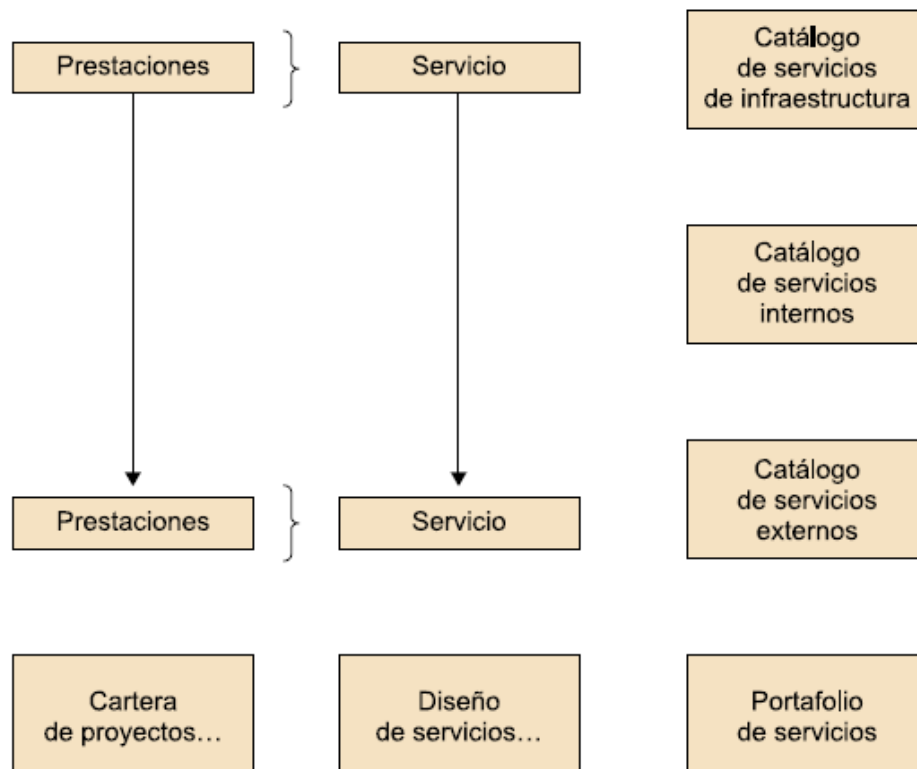 Prestaciones
Servicio
Catálogo
de servicios
de infraestructura
Catálogo
de servicios
internos
Prestaciones
Servicio
Catálogo
de servicios
externos
Cartera
de proyectos...
Diseño
de servicios...
Portafolio
de servicios